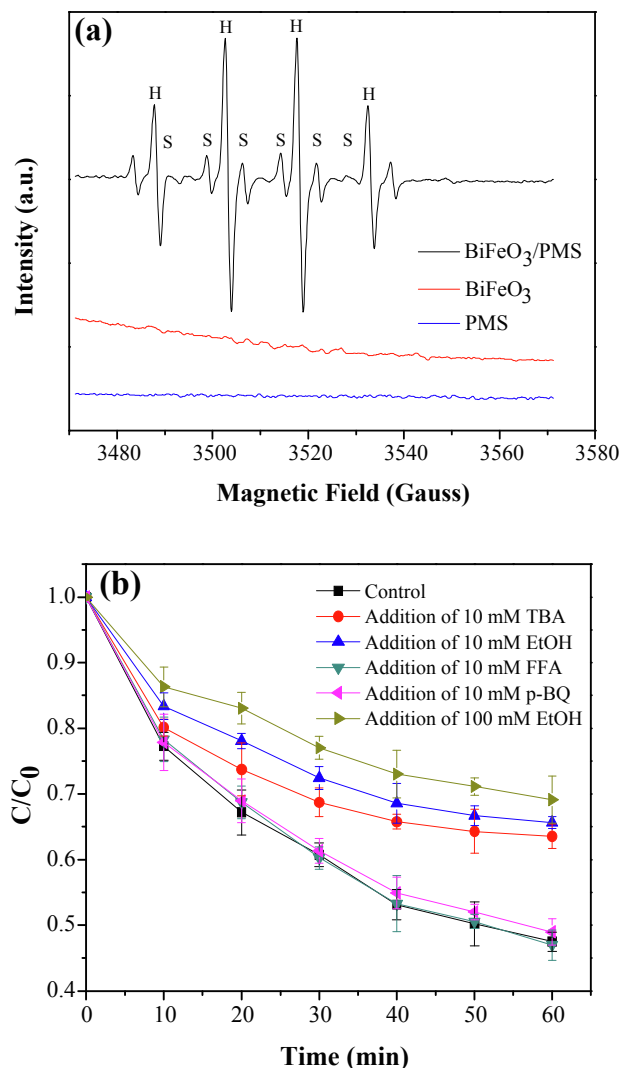 (a)
H
H
H
H
S
S
S
S
S
S
BiFeO3/PMS
BiFeO3
PMS
Intensity (a.u.)
3480 3500 3520 3540 3560 3580
Magnetic Field (Gauss)
(b)
Control
Addition of 10 mM TBA
Addition of 10 mM EtOH
Addition of 10 mM FFA
Addition of 10 mM p-BQ
Addition of 100 mM EtOH
1.0
0.9
0.8
0.7
0.6
0.5
0.4
C/C0
0 10 20 30 40 50 60
Time (min)